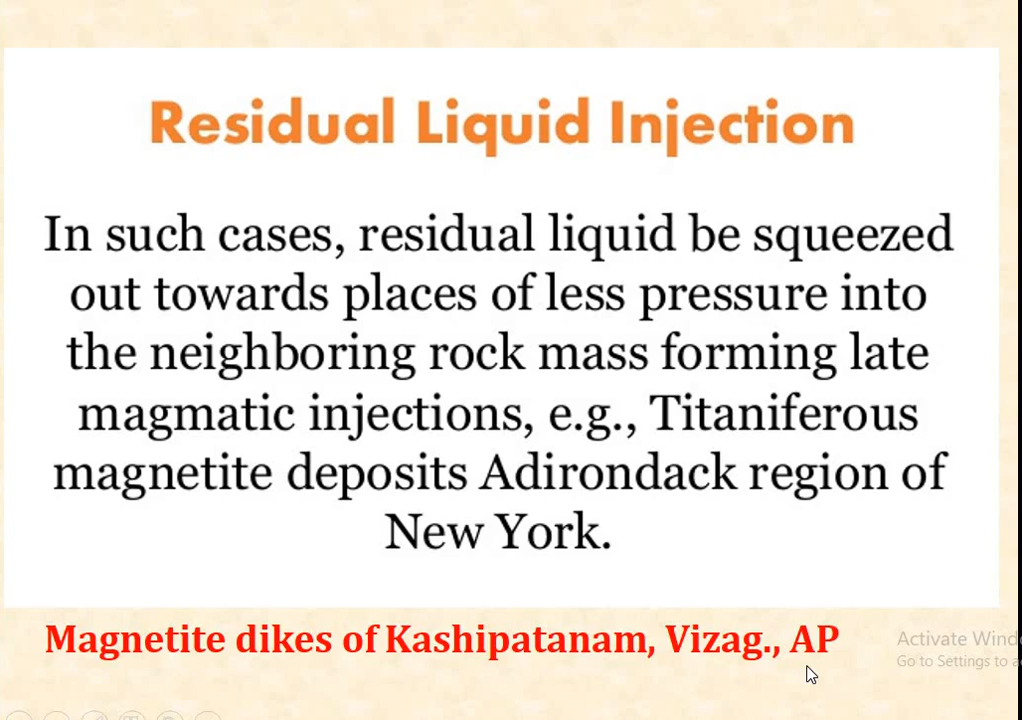 Residual Liquid Injection
In such cases, residual liquid be squeezed
out towards places of less pressure into
the neighboring rock mass forming late
magmatic injections, e.g., Titaniferous
magnetite deposits Adirondack region of
New York.
Magnetite dikes of Kashipatanam, Vizag., AP
Activate Wind
Go to Settings to a